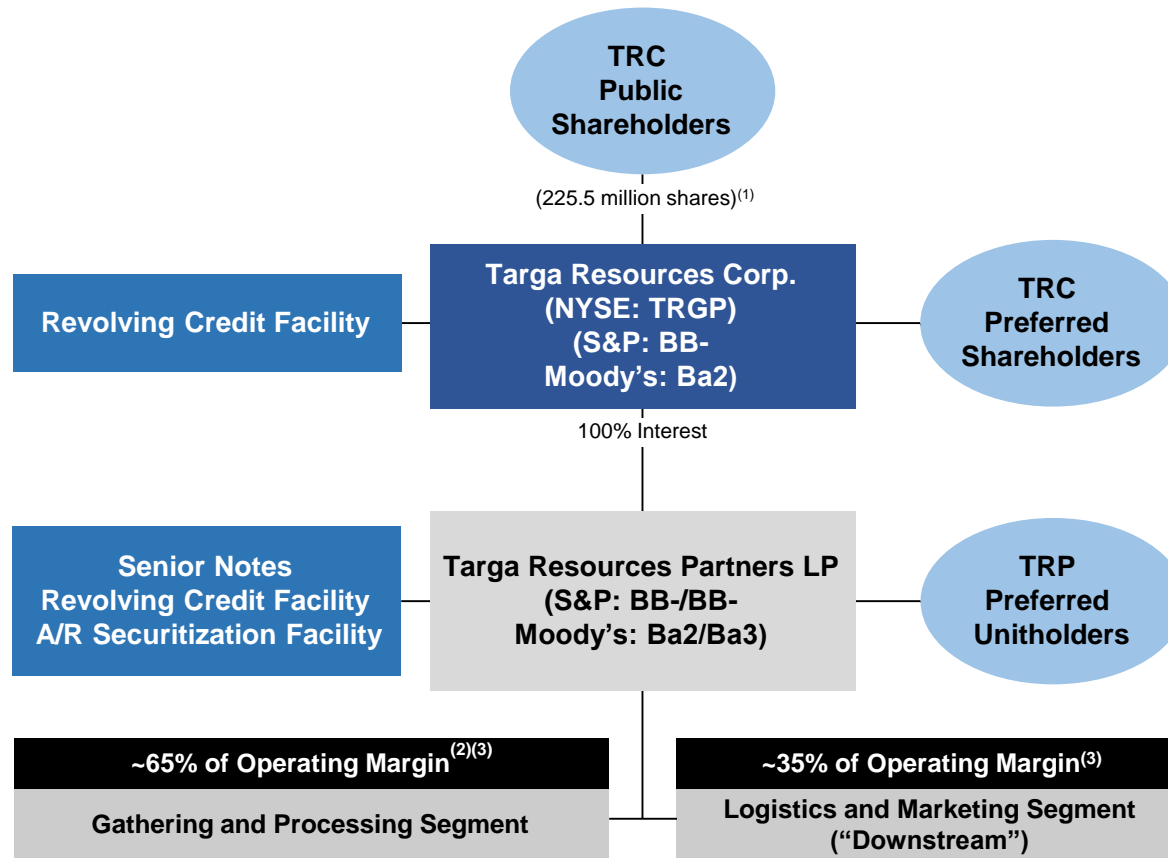 TRC
Public
Shareholders
(225.5 million shares)(1)
Revolving Credit Facility
Targa Resources Corp.
(NYSE: TRGP)
(S&P: BB-
Moody's: Ba2)
TRC
Preferred
Shareholders
100% Interest
Senior Notes
Revolving Credit Facility
A/R Securitization Facility
Targa Resources Partners LP
(S&P: BB-/BB-
Moody's: Ba2/Ba3)
TRP
Preferred
Unitholders
~65% of Operating Margin(2)(3)
Gathering and Processing Segment
~35% of Operating Margin(3)
Logistics and Marketing Segment
(“Downstream”)